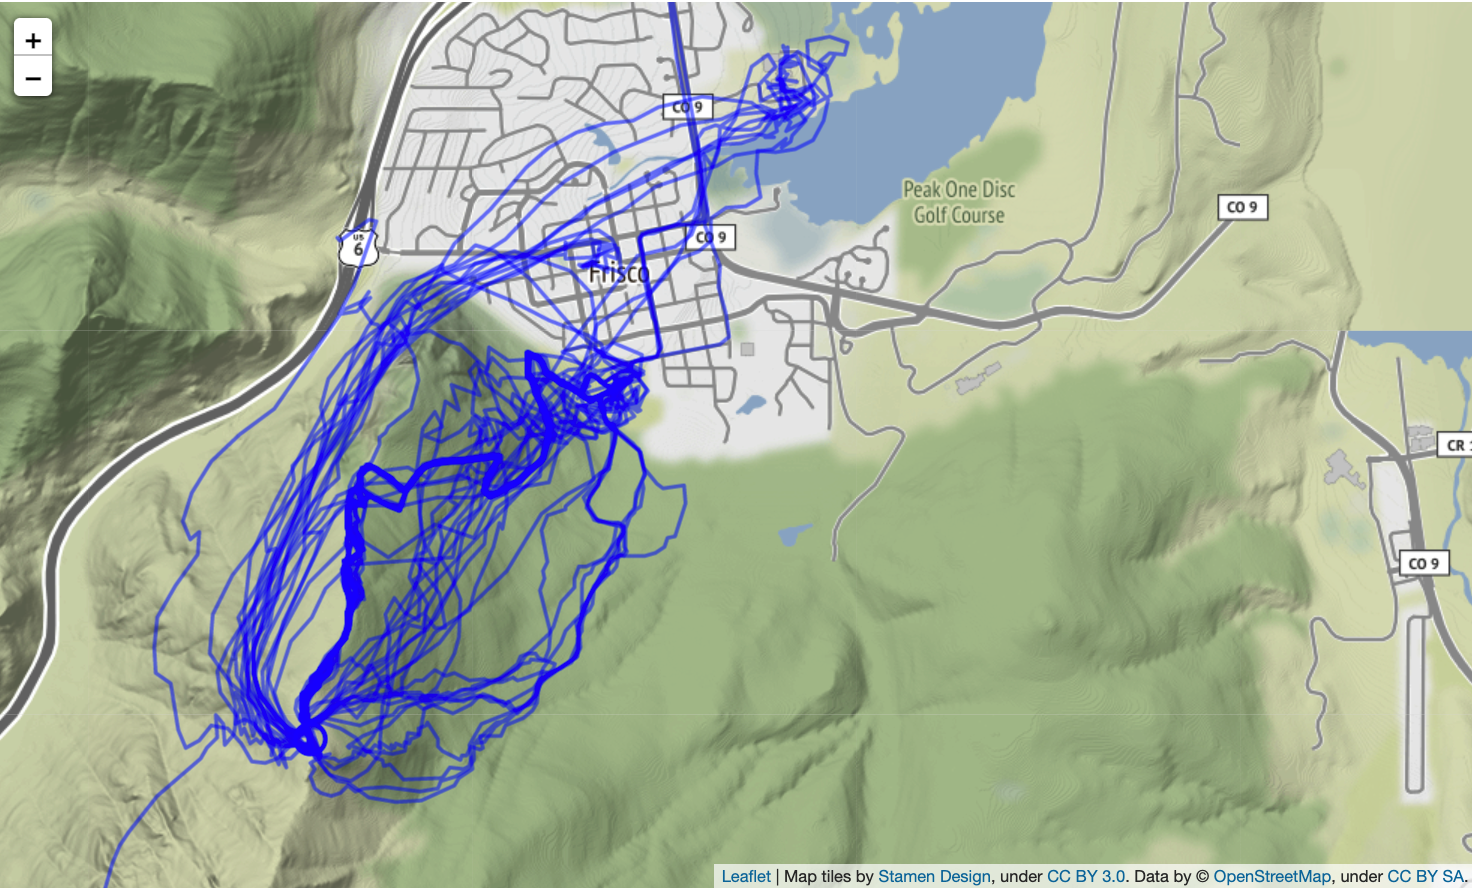 +
−
CO 9
Peak One Disc
Golf Course
CO 9
US
6
CO 9
Frisco
CR 1
CO 9
Leaflet | Map tiles by Stamen Design, under CC BY 3.0. Data by © OpenStreetMap, under CC BY SA.